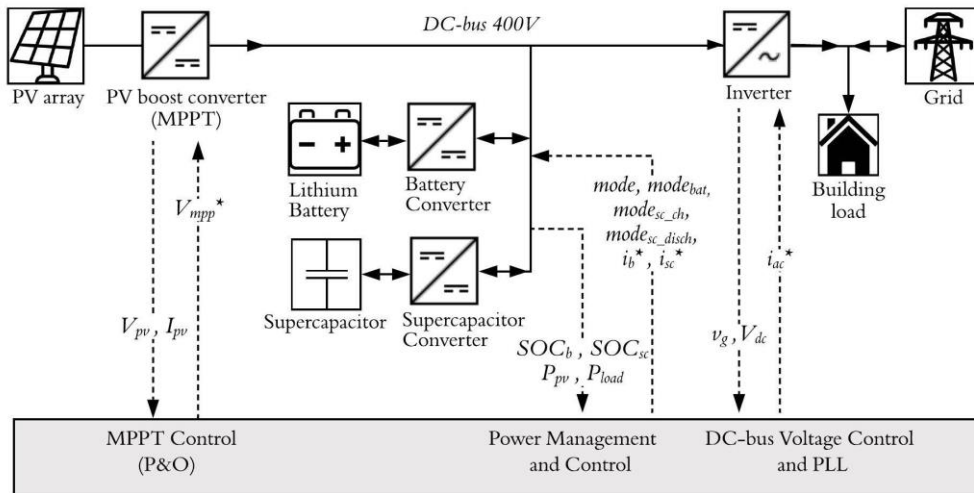 DC-bus 400V
PV array
PV boost converter
(MPPT)
Inverter
Grid
Lithium
Battery
Battery
Converter
Building
load
mode, mode_bat,
mode_sc_ch,
mode_sc_disch,
i_b*, i_sc*
V_mpp*
i_ac*
Supercapacitor
Supercapacitor
Converter
V_pv, I_pv
SOC_b, SOC_sc
P_pv, P_load
v_g, V_dc
MPPT Control
(P&O)
Power Management
and Control
DC-bus Voltage Control
and PLL